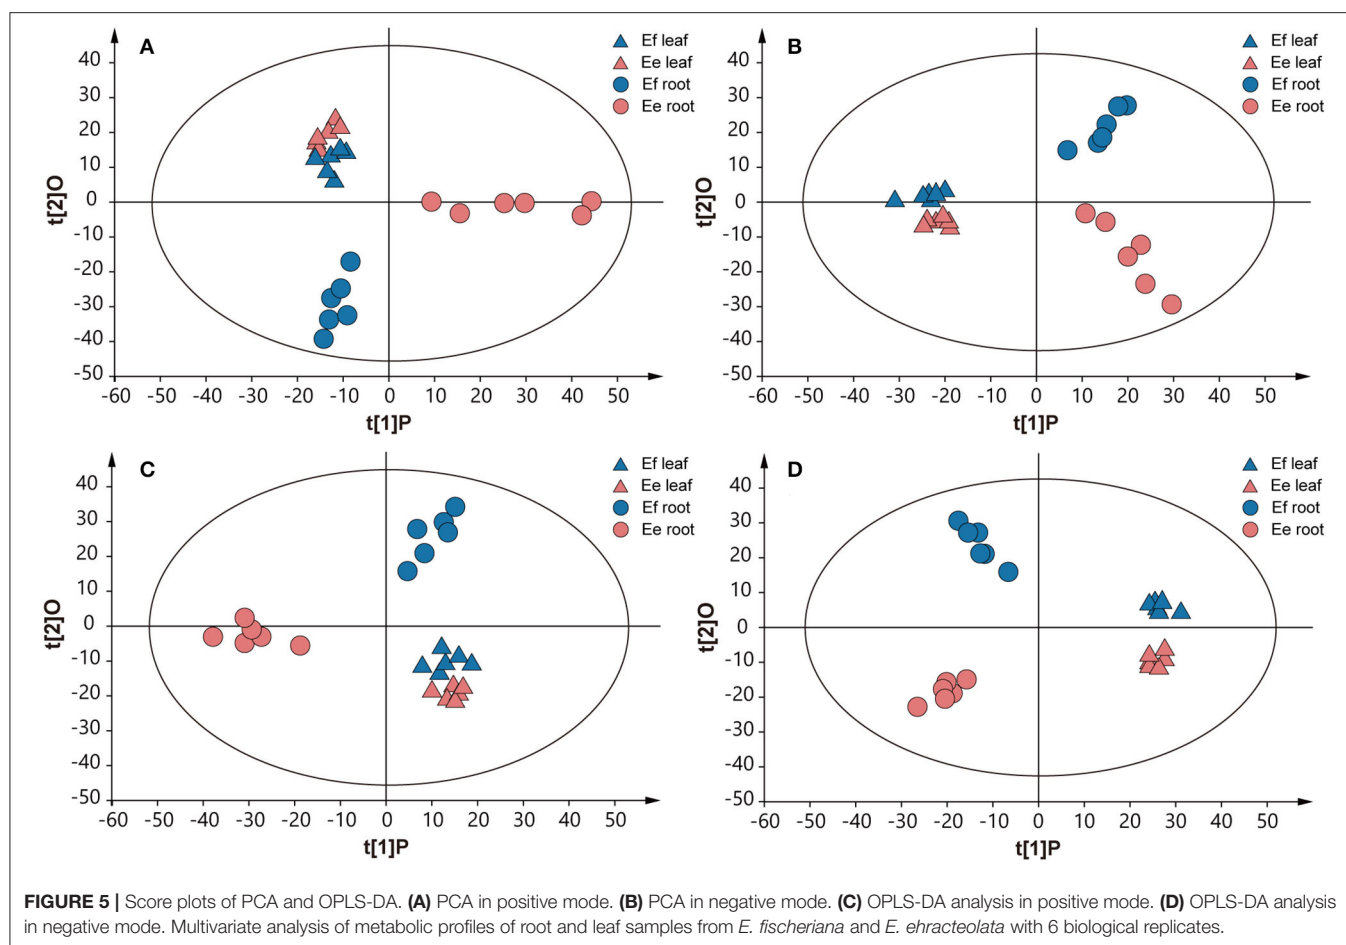 A
Ef leaf
Ee leaf
Ef root
Ee root
40
30
20
10
0
-10
-20
-30
-40
-50
t[2]O
-60 -50 -40 -30 -20 -10 0 10 20 30 40 50
t[1]P
B
Ef leaf
Ee leaf
Ef root
Ee root
40
30
20
10
0
-10
-20
-30
-40
-50
t[2]O
-60 -50 -40 -30 -20 -10 0 10 20 30 40 50
t[1]P
C
Ef leaf
Ee leaf
Ef root
Ee root
40
30
20
10
0
-10
-20
-30
-40
-50
t[2]O
-60 -50 -40 -30 -20 -10 0 10 20 30 40 50
t[1]P
D
Ef leaf
Ee leaf
Ef root
Ee root
40
30
20
10
0
-10
-20
-30
-40
-50
t[2]O
-60 -50 -40 -30 -20 -10 0 10 20 30 40 50
t[1]P
FIGURE 5 | Score plots of PCA and OPLS-DA. (A) PCA in positive mode. (B) PCA in negative mode. (C) OPLS-DA analysis in positive mode. (D) OPLS-DA analysis
in negative mode. Multivariate analysis of metabolic profiles of root and leaf samples from E. fischeriana and E. ehracteolata with 6 biological replicates.